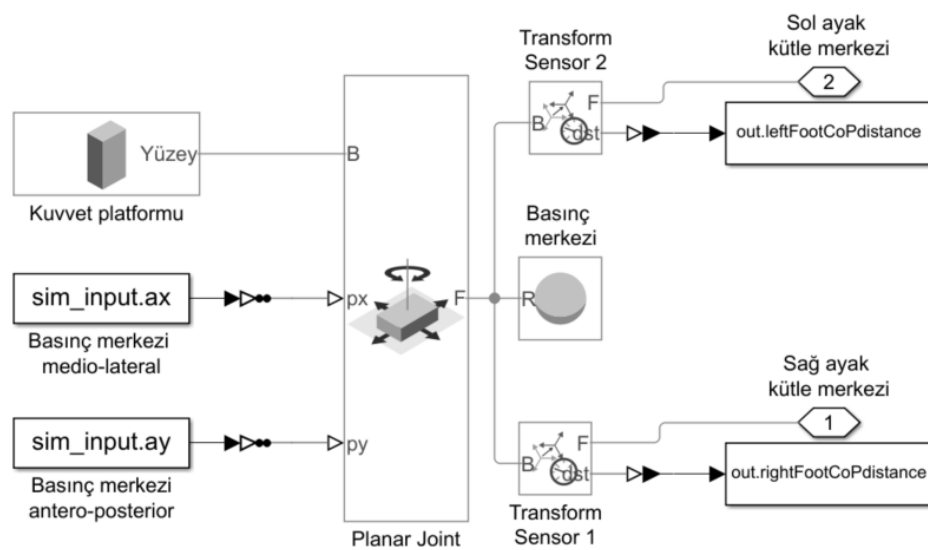 Transform
Sensor 2
Sol ayak
kütle merkezi
2
F
B
dst
out.leftFootCoPdistance
Yüzey
B
Kuvvet platformu
Basınç
merkezi
R
sim_input.ax
px
F
Basınç merkezi
medio-lateral
Sağ ayak
kütle merkezi
1
sim_input.ay
py
F
B
dst
out.rightFootCoPdistance
Basınç merkezi
antero-posterior
Transform
Sensor 1
Planar Joint